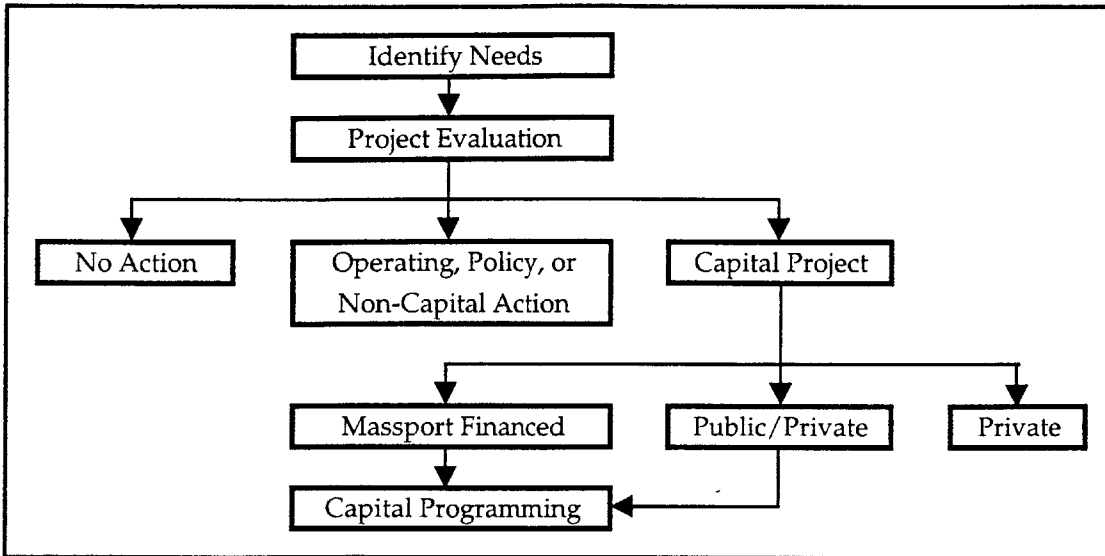 Identify Needs
Project Evaluation
No Action
Operating, Policy, or
Non-Capital Action
Capital Project
Massport Financed
Public/Private
Private
Capital Programming